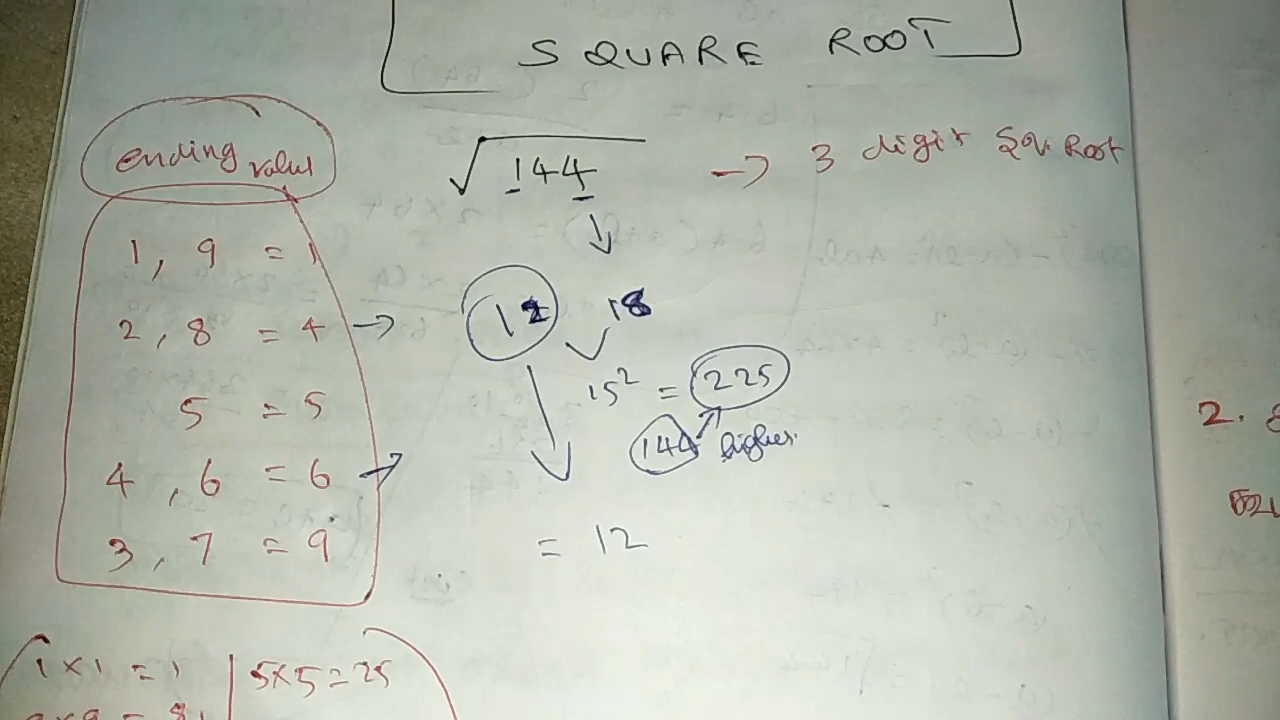 SQUARE ROOT
ending value
1, 9 = 1
2, 8 = 4 →
5 = 5
4, 6 = 6 →
3, 7 = 9
1×1 = 1 | 5×5=25
√144 → 3 digit Sqv. Root
12 18
15² = 225
144 higher.
= 12
2.